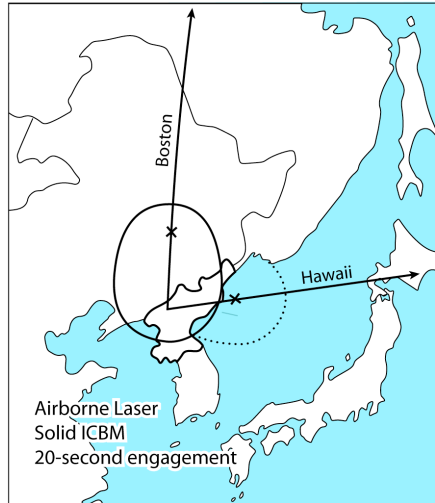 Boston
Hawaii
Airborne Laser
Solid ICBM
20-second engagement